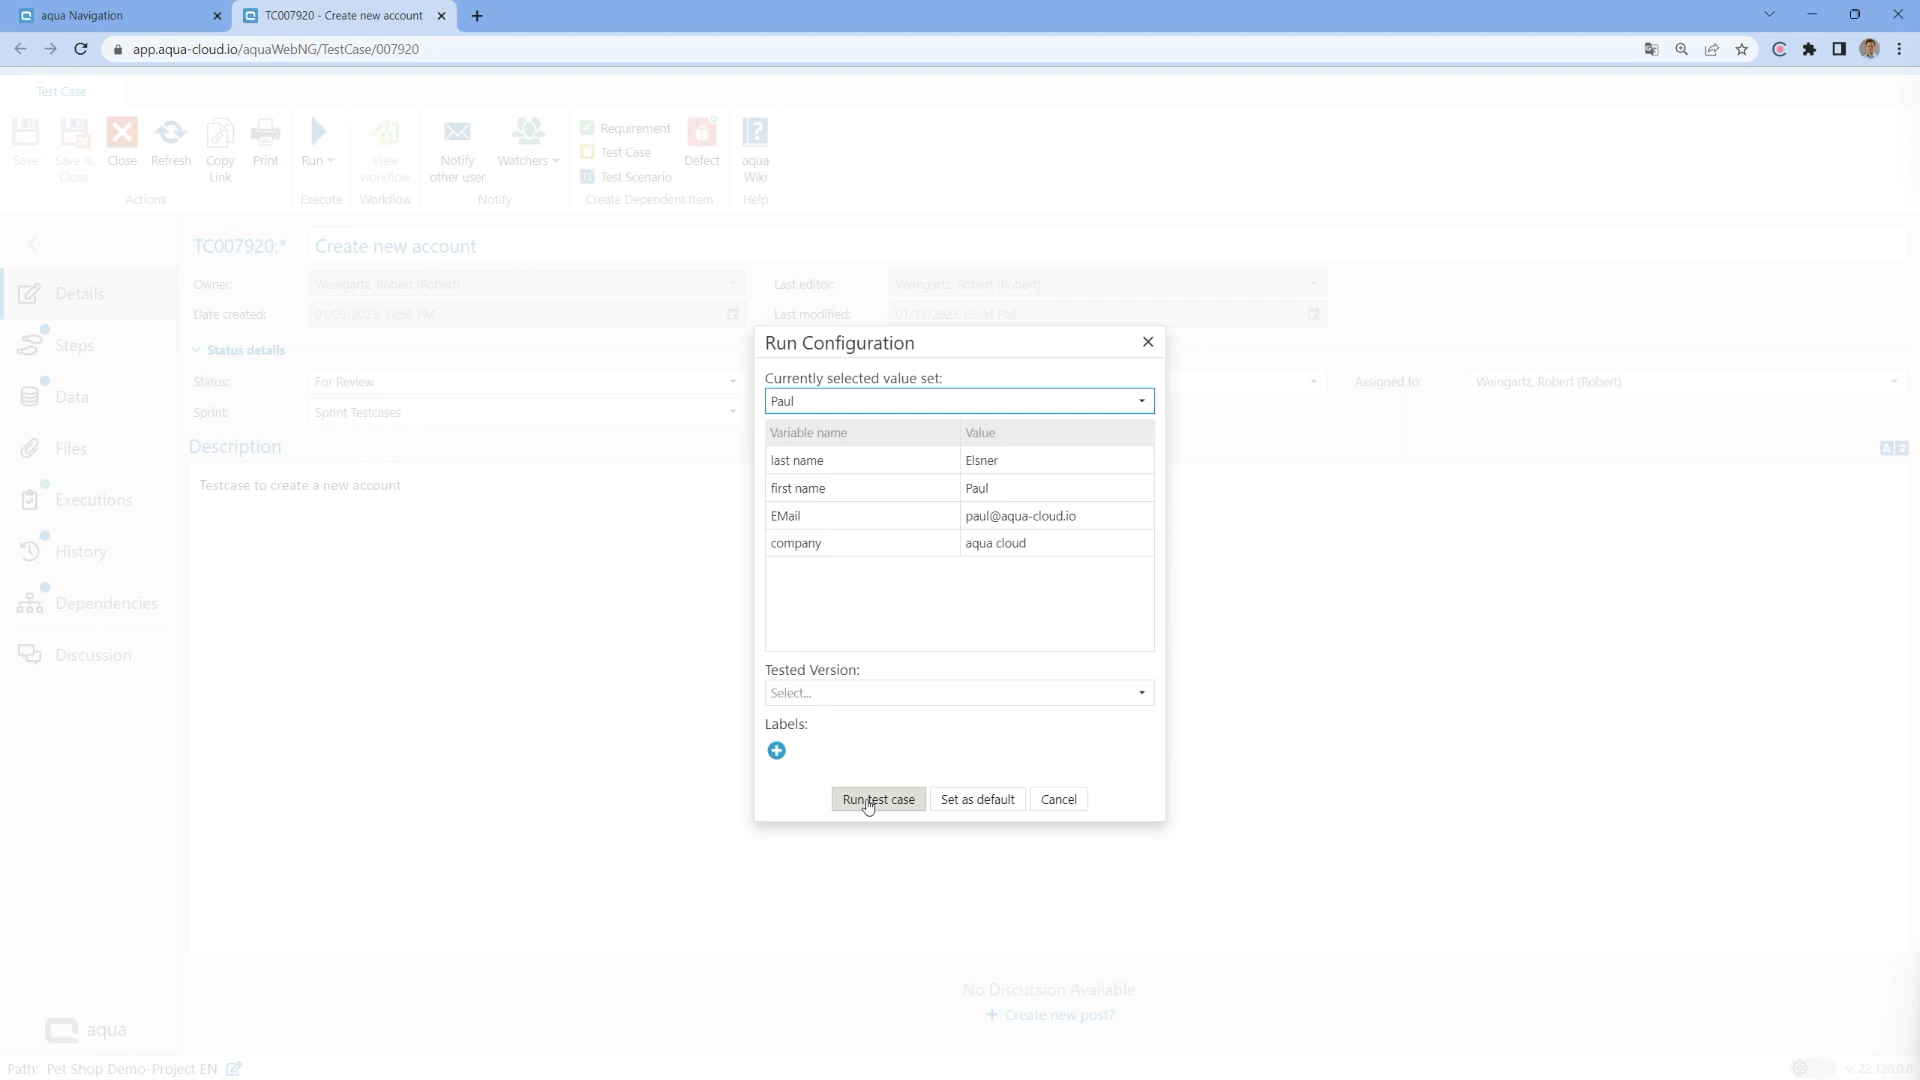 aqua Navigation
TC007920 - Create new account
app.aqua-cloud.io/aquaWebNG/TestCase/007920
Test Case
Save
Save & Close
Close
Refresh
Copy Link
Print
Actions
Run
Execute
View workflow
Workflow
Notify other user
Watchers
Notify
Requirement
Test Case
Test Scenario
Defect
Create Dependent Item
aqua Wiki
Help
TC007920:*
Create new account
Details
Steps
Data
Files
Executions
History
Dependencies
Discussion
Owner:
Weingartz, Robert (Robert)
Last editor:
Weingartz, Robert (Robert)
Date created:
01/05/2023, 12:50 PM
Last modified:
01/17/2023, 05:04 PM
Status details
Status:
For Review
Assigned to:
Weingartz, Robert (Robert)
Sprint:
Sprint Testcases
Description
Testcase to create a new account
Run Configuration
Currently selected value set:
Paul
Variable name
Value
last name
Elsner
first name
Paul
EMail
paul@aqua-cloud.io
company
aqua cloud
Tested Version:
Select...
Labels:
Run test case
Set as default
Cancel
No Discussion Available
+ Create new post?
aqua
Path: Pet Shop Demo-Project EN
v. 22.128.0.0